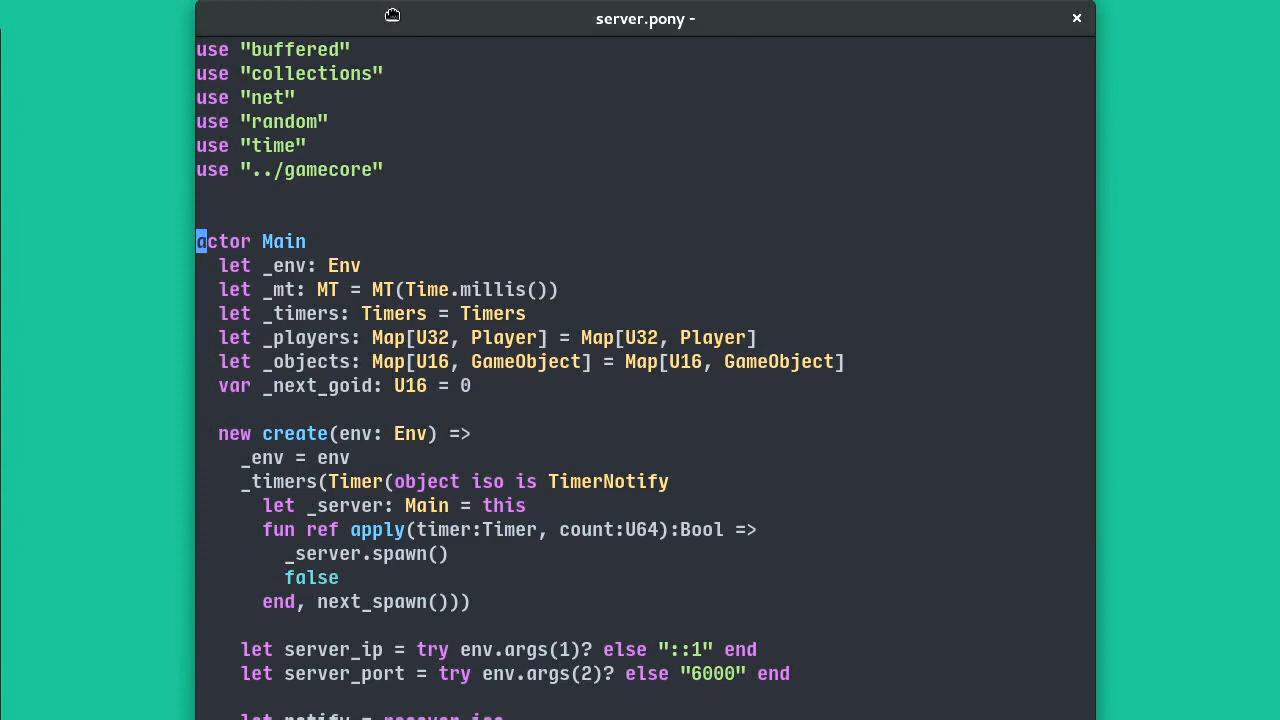 server.pony -
use "buffered"
use "collections"
use "net"
use "random"
use "time"
use "../gamecore"
actor Main
  let _env: Env
  let _mt: MT = MT(Time.millis())
  let _timers: Timers = Timers
  let _players: Map[U32, Player] = Map[U32, Player]
  let _objects: Map[U16, GameObject] = Map[U16, GameObject]
  var _next_goid: U16 = 0
  new create(env: Env) =>
    _env = env
    _timers(Timer(object iso is TimerNotify
      let _server: Main = this
      fun ref apply(timer:Timer, count:U64):Bool =>
        _server.spawn()
        false
      end, next_spawn()))
    let server_ip = try env.args(1)? else "::1" end
    let server_port = try env.args(2)? else "6000" end
    let notify = recover iso